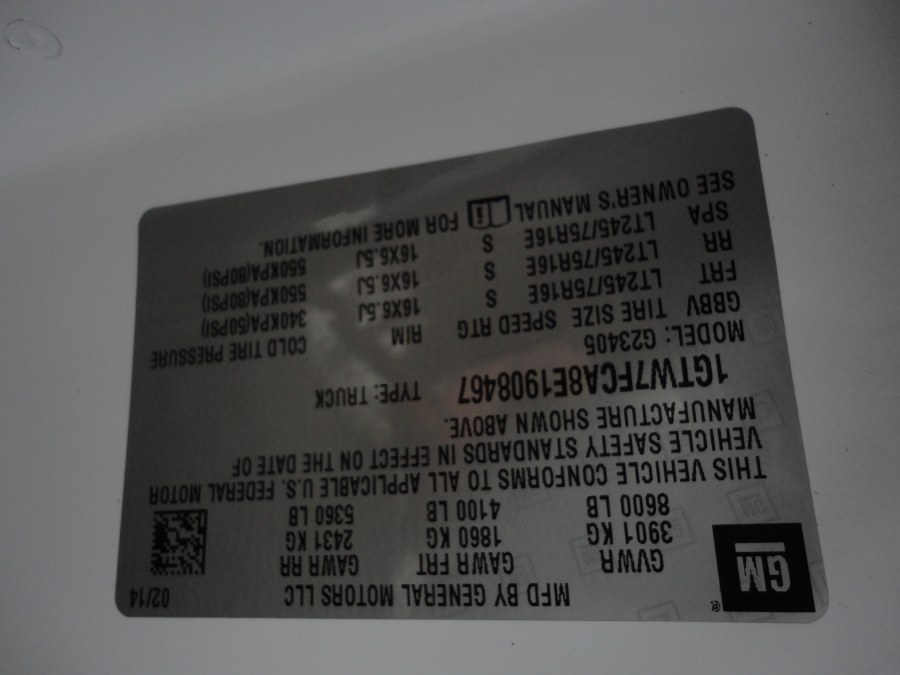 GM
MFD BY GENERAL MOTORS LLC 02/14
GVWR GAWR FRT GAWR RR
3901 KG 1860 KG 2431 KG
8600 LB 4100 LB 5360 LB
THIS VEHICLE CONFORMS TO ALL APPLICABLE U.S. FEDERAL MOTOR
VEHICLE SAFETY STANDARDS IN EFFECT ON THE DATE OF
MANUFACTURE SHOWN ABOVE.
1GTW7FCA8E1908467 TYPE: TRUCK
MODEL: G23405
GBBV TIRE SIZE SPEED RTG RIM COLD TIRE PRESSURE
FRT LT245/75R16E S 16X6.5J 340KPA(50PSI)
RR LT245/75R16E S 16X6.5J 550KPA(80PSI)
SPA LT245/75R16E S 16X6.5J 550KPA(80PSI)
SEE OWNER'S MANUAL FOR MORE INFORMATION.